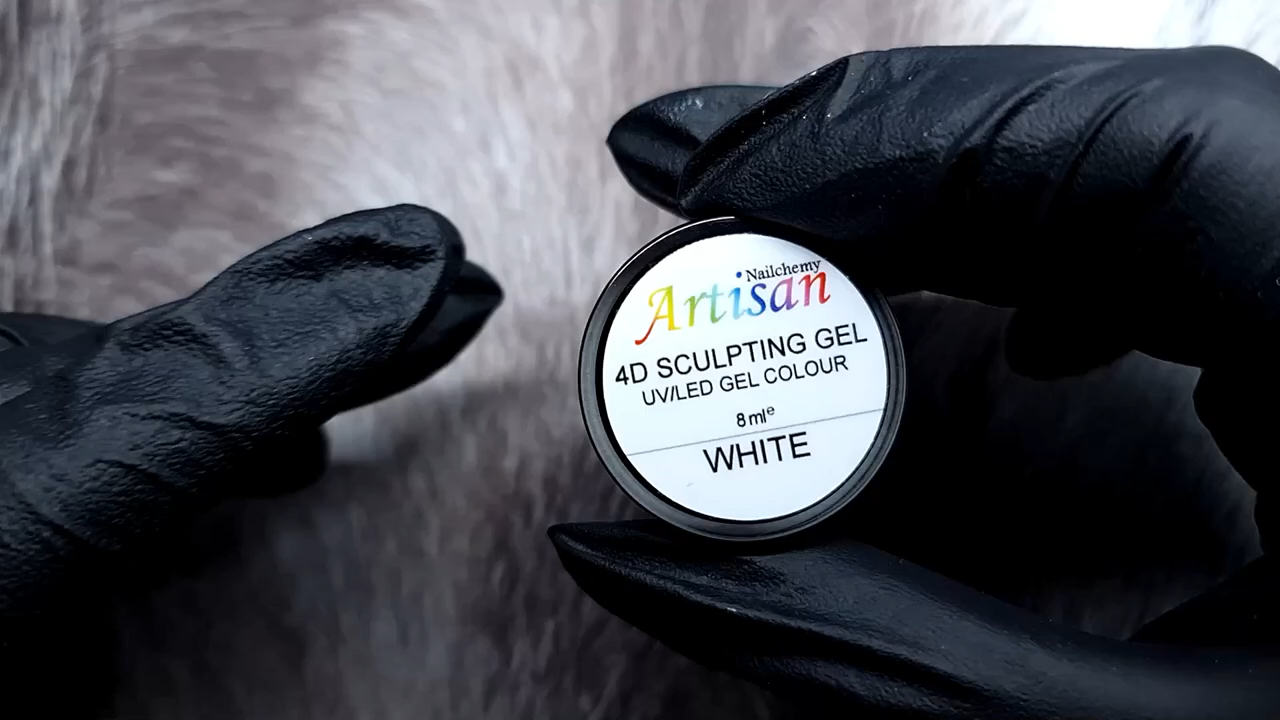 Nailchemy
Artisan
4D SCULPTING GEL
UV/LED GEL COLOUR
8 ml e
WHITE